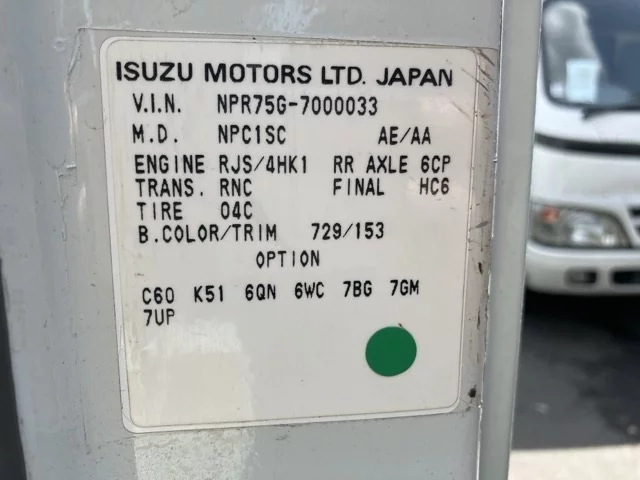 ISUZU MOTORS LTD. JAPAN
V.I.N. NPR75G-7000033
M.D. NPC1SC AE/AA
ENGINE RJS/4HK1 RR AXLE 6CP
TRANS. RNC FINAL HC6
TIRE 04C
B.COLOR/TRIM 729/153
OPTION
C60 K51 6QN 6WC 7BG 7GM
7UP